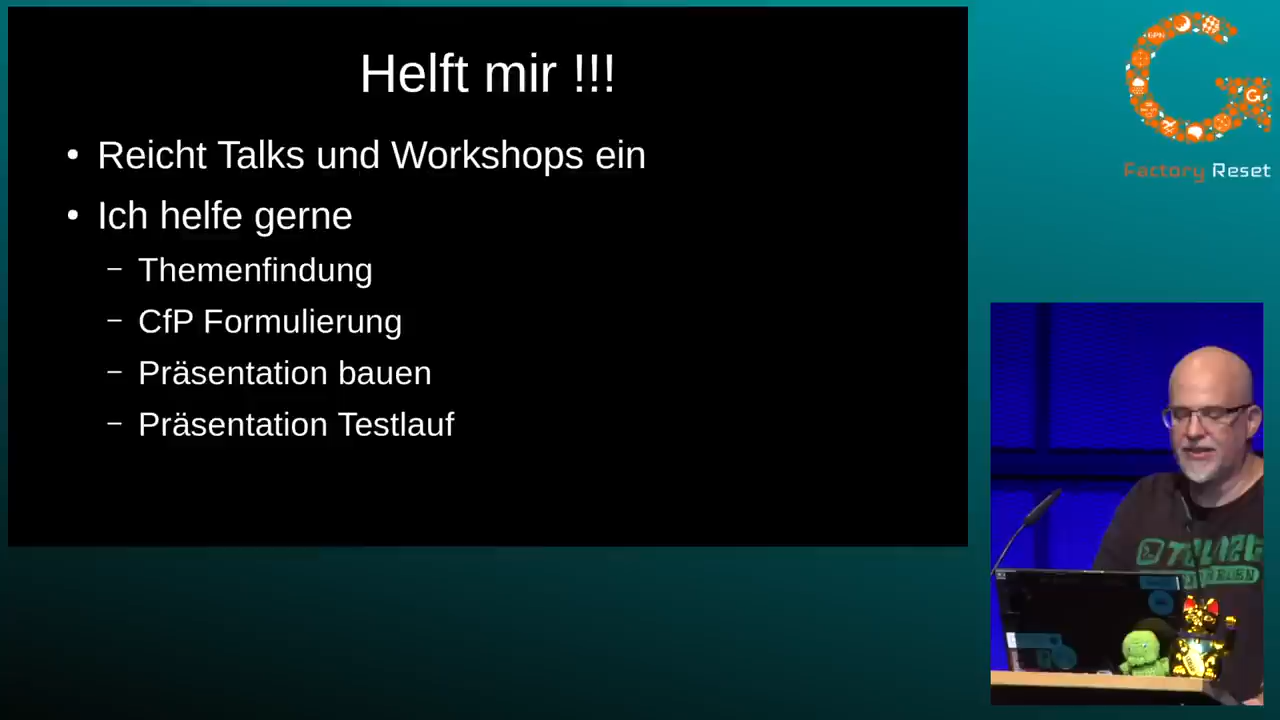 Helft mir !!!
• Reicht Talks und Workshops ein
• Ich helfe gerne
– Themenfindung
– CfP Formulierung
– Präsentation bauen
– Präsentation Testlauf
GPN
G
Factory Reset